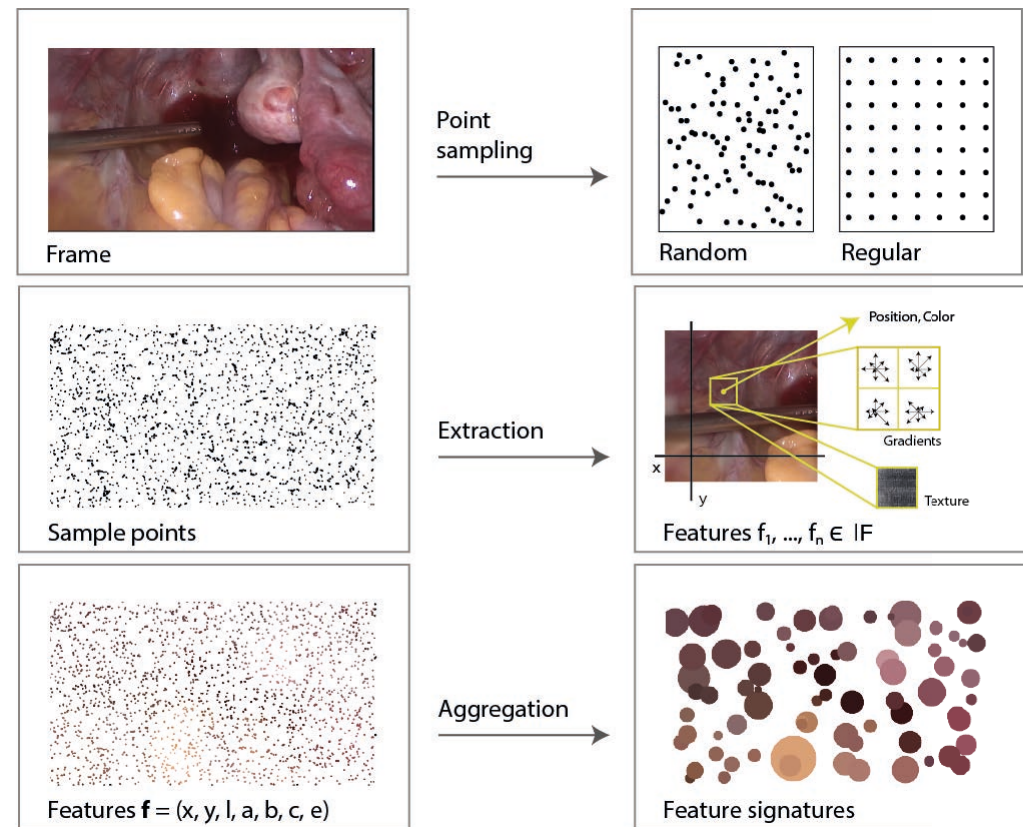 Frame
Point
sampling
Random
Regular
Sample points
Extraction
Position, Color
Gradients
x
y
Texture
Features f₁, ..., fₙ ∈ IF
Features f = (x, y, l, a, b, c, e)
Aggregation
Feature signatures